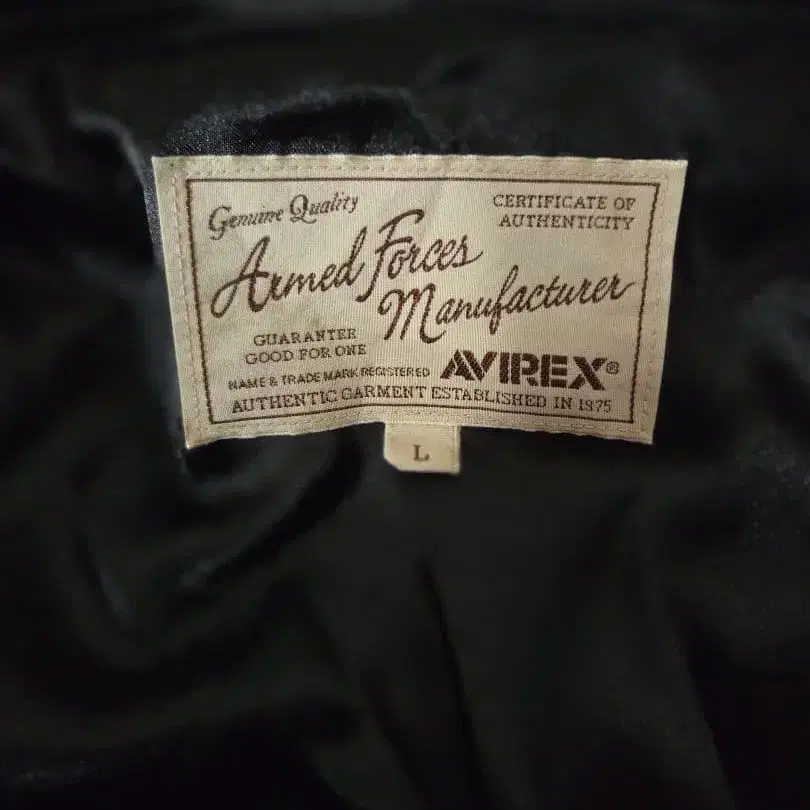 Genuine Quality
CERTIFICATE OF
AUTHENTICITY
Armed Forces
Manufacturer
GUARANTEE
GOOD FOR ONE
NAME & TRADE MARK REGISTERED
AVIREX®
AUTHENTIC GARMENT ESTABLISHED IN 1975
L